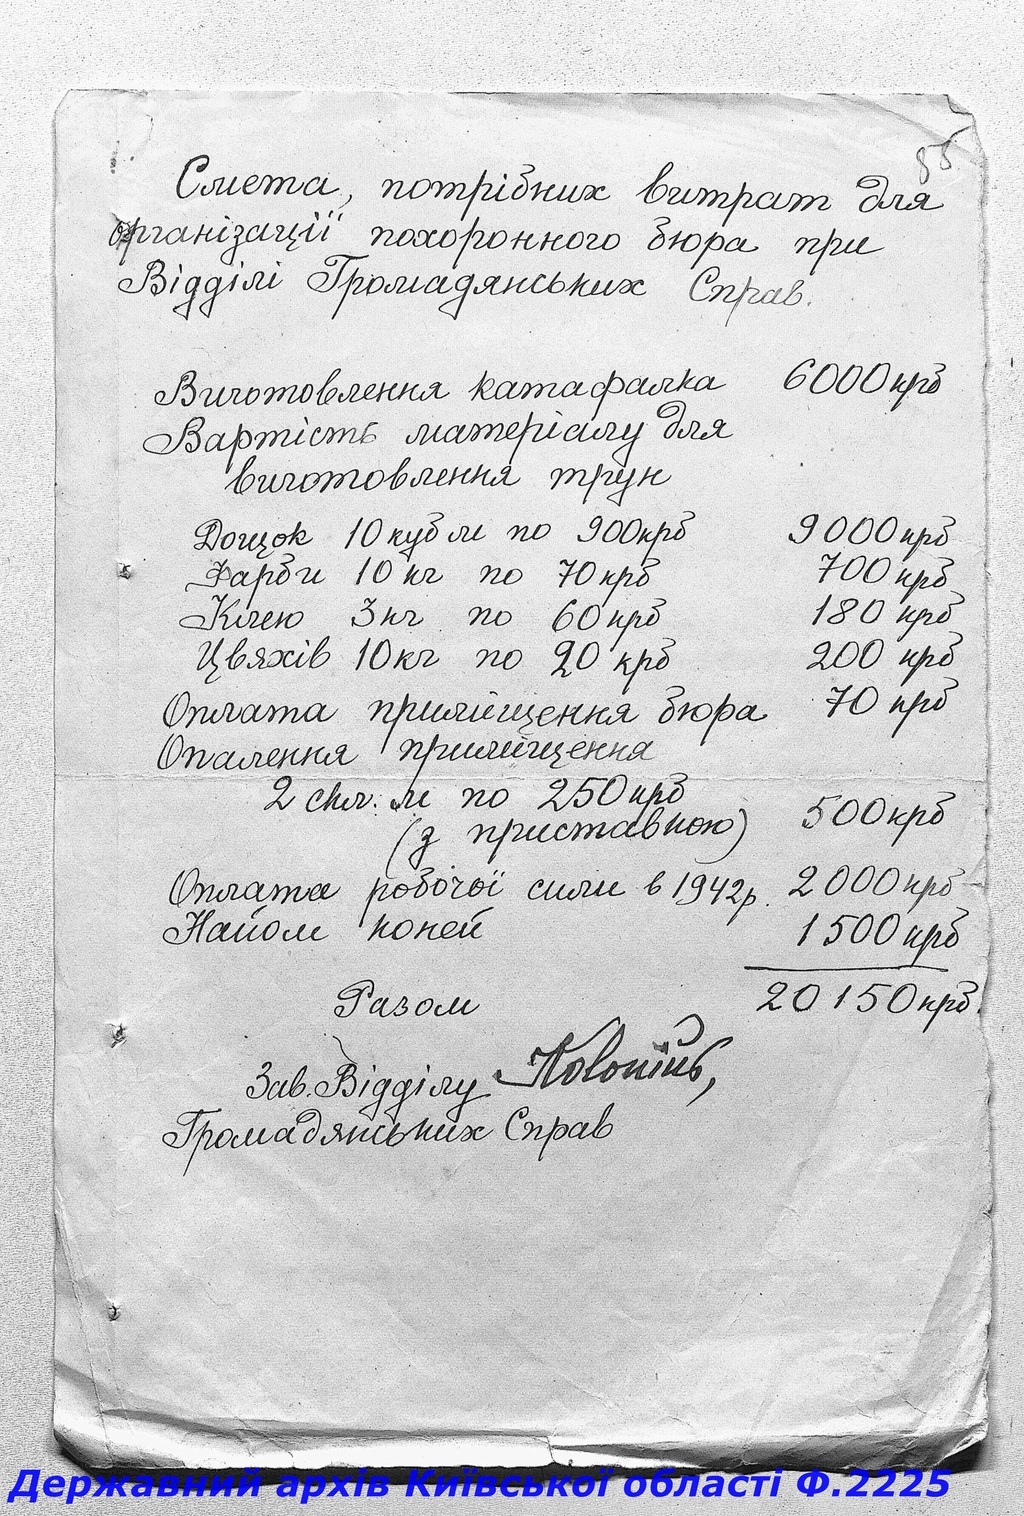 85
Смета, потрібних витрат для
організації похоронного бюра при
Відділі Громадянських Справ.
Виготовлення катафалка 6000 крб
Вартість матеріалу для
виготовлення трун
Дощок 10 куб м по 900 крб 9000 крб
Фарби 10 кг по 70 крб 700 крб
Клею 3 кг по 60 крб 180 крб
Цвяхів 10 кг по 20 крб 200 крб
Оплата приміщення бюра 70 крб
Опалення приміщення
2 скл. м по 250 крб
(з приставкою) 500 крб
Оплата робочої сили в 1942 р. 2000 крб
Найом коней 1500 крб
Разом 20150 крб.
Зав. Відділу
Громадянських Справ
Державний архів Київської області Ф.2225